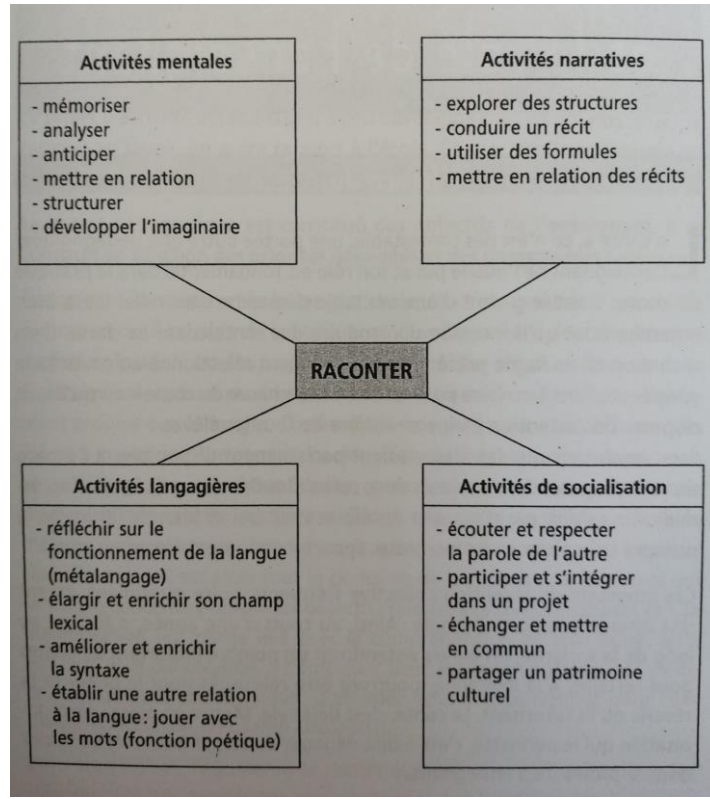 Activités mentales
- mémoriser
- analyser
- anticiper
- mettre en relation
- structurer
- développer l'imaginaire
Activités narratives
- explorer des structures
- conduire un récit
- utiliser des formules
- mettre en relation des récits
RACONTER
Activités langagières
- réfléchir sur le
fonctionnement de la langue
(métalangage)
- élargir et enrichir son champ
lexical
- améliorer et enrichir
la syntaxe
- établir une autre relation
à la langue: jouer avec
les mots (fonction poétique)
Activités de socialisation
- écouter et respecter
la parole de l'autre
- participer et s'intégrer
dans un projet
- échanger et mettre
en commun
- partager un patrimoine
culturel